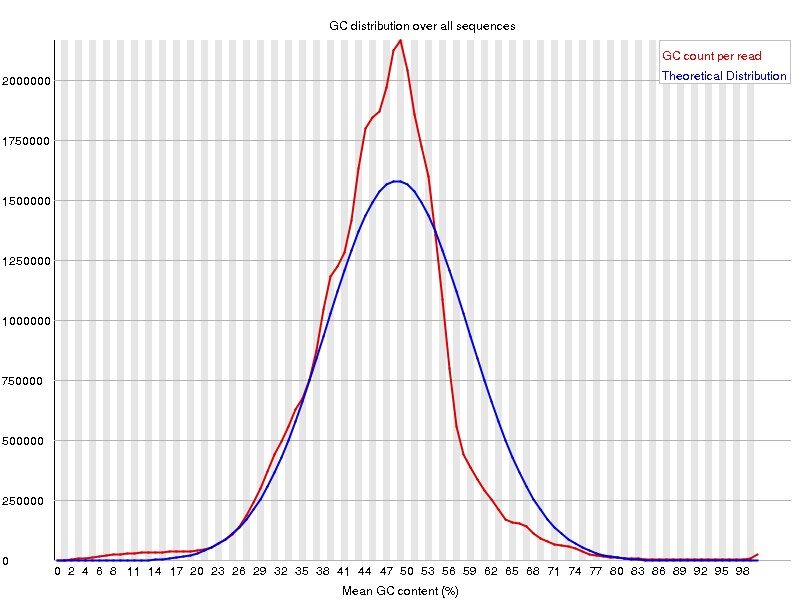 GC distribution over all sequences
GC count per read
Theoretical Distribution
2000000
1750000
1500000
1250000
1000000
750000
500000
250000
0
0 2 4 6 8 11 14 17 20 23 26 29 32 35 38 41 44 47 50 53 56 59 62 65 68 71 74 77 80 83 86 89 92 95 98
Mean GC content (%)